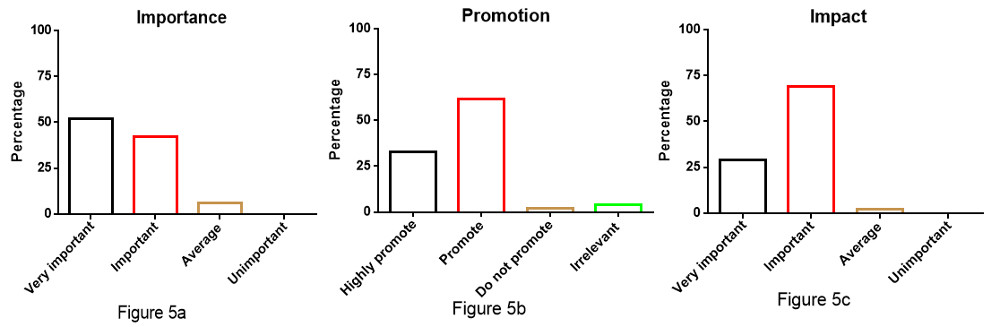 Importance
100
75
50
25
0
Percentage
Very important
Important
Average
Unimportant
Figure 5a
Promotion
100
75
50
25
0
Percentage
Highly promote
Promote
Do not promote
Irrelevant
Figure 5b
Impact
100
75
50
25
0
Percentage
Very important
Important
Average
Unimportant
Figure 5c